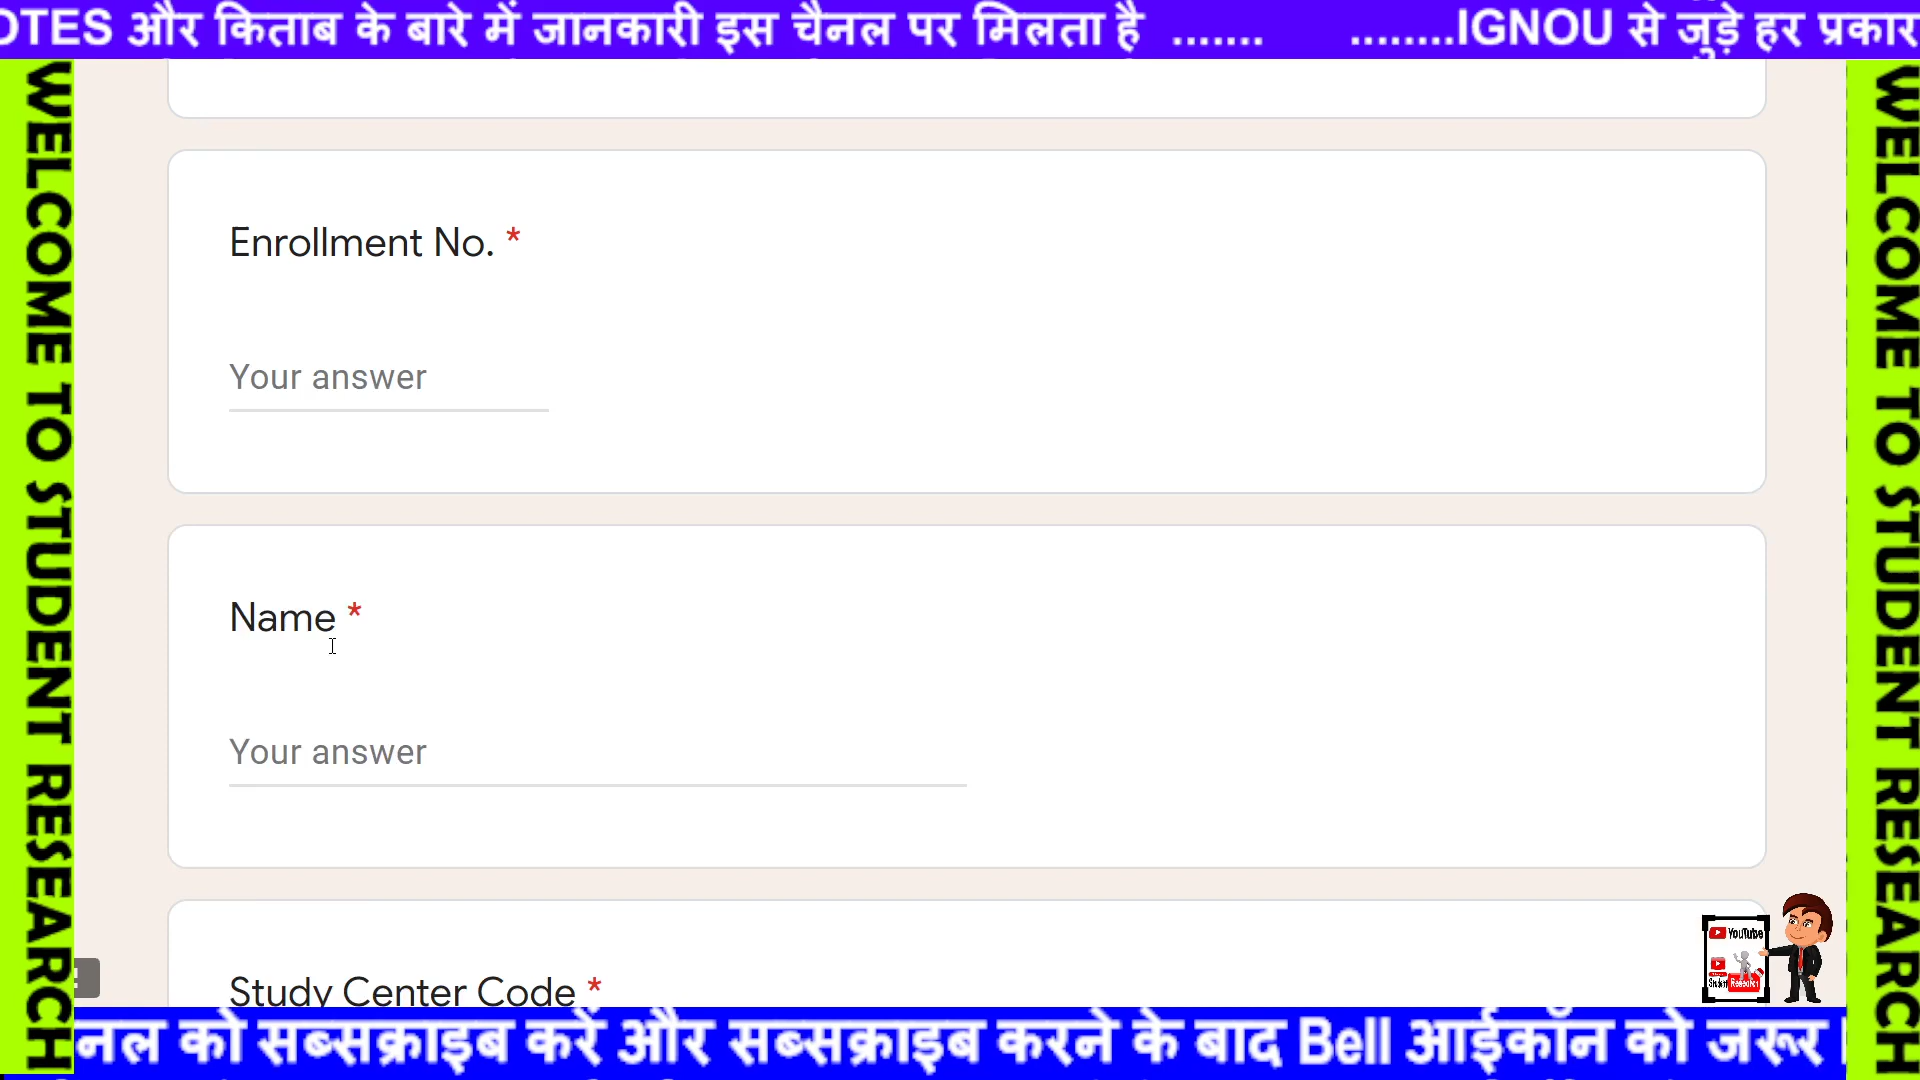 OTES और किताब के बारे में जानकारी इस चैनल पर मिलता है ....... ........IGNOU से जुड़े हर प्रकार
WELCOME TO STUDENT RESEARCH
WELCOME TO STUDENT RESEARCH
Enrollment No. *
Your answer
Name *
Your answer
YouTube
Student Research
Study Center Code *
नल को सब्सक्राइब करें और सब्सक्राइब करने के बाद Bell आईकॉन को जरूर